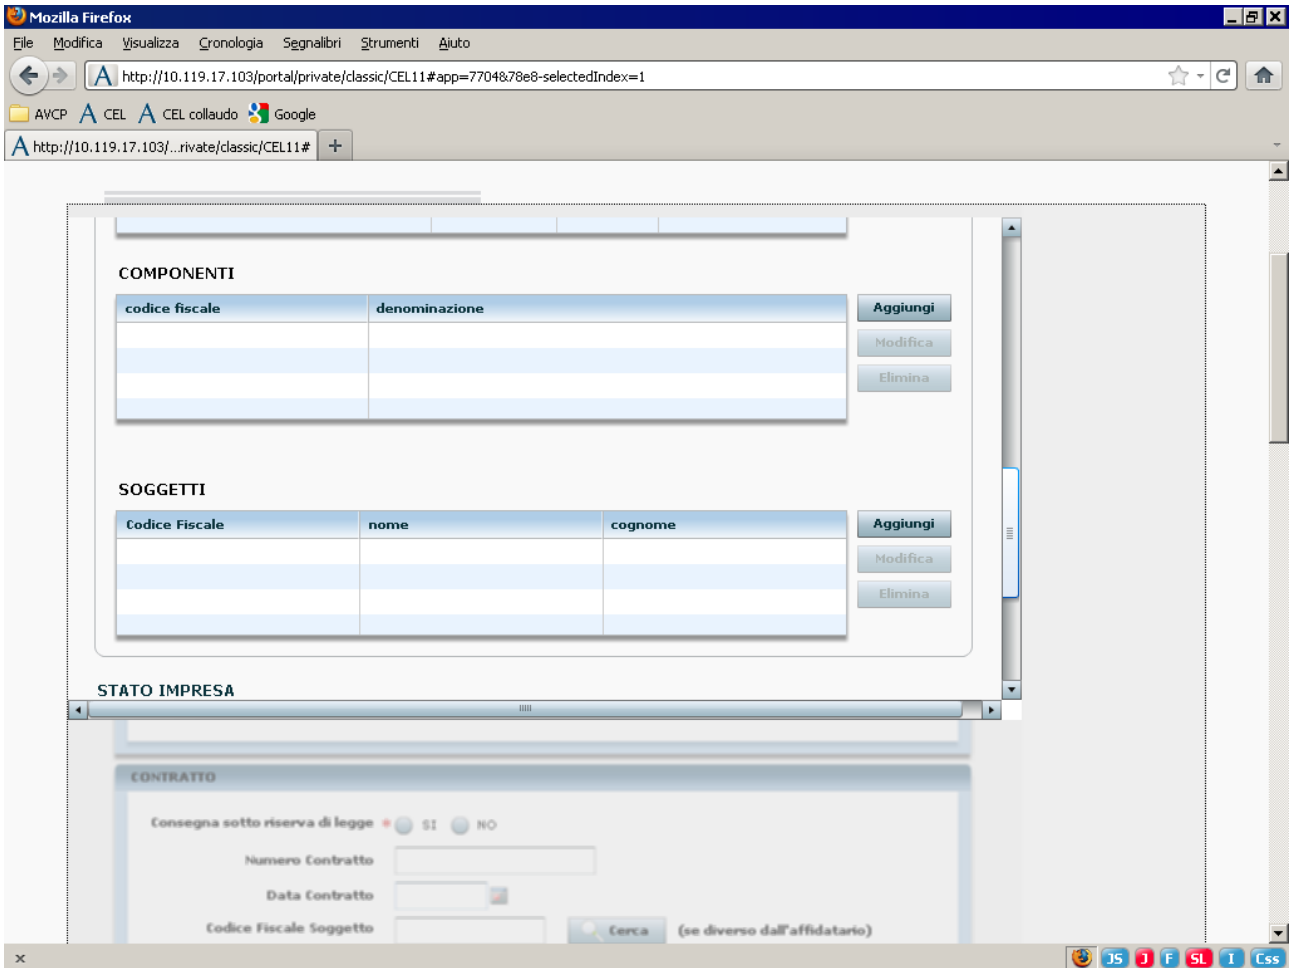 Mozilla Firefox
File Modifica Visualizza Cronologia Segnalibri Strumenti Aiuto
http://10.119.17.103/portal/private/classic/CEL11#app=7704&78e8-selectedIndex=1
AVCP CEL CEL collaudo Google
http://10.119.17.103/...rivate/classic/CEL11#
COMPONENTI
codice fiscale denominazione Aggiungi
Modifica
Elimina
SOGGETTI
Codice Fiscale nome cognome Aggiungi
Modifica
Elimina
STATO IMPRESA
CONTRATTO
Consegna sotto riserva di legge * SI NO
Numero Contratto
Data Contratto
Codice Fiscale Soggetto Cerca (se diverso dall'affidatario)
x JS J F SL I Css